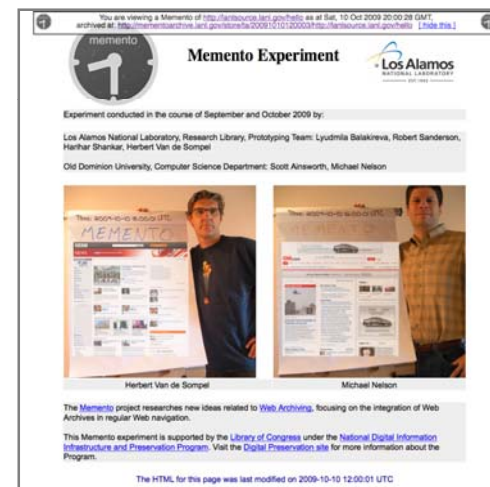 You are viewing a Memento of http://lanlsource.lanl.gov/hello as at Sat, 10 Oct 2009 20:00:28 GMT,
archived at: http://mementoarchive.lanl.gov/store/ta/20091010120003/http://lanlsource.lanl.gov/hello [ hide this ]
memento
Memento Experiment
Los Alamos
NATIONAL LABORATORY
EST. 1943
Experiment conducted in the course of September and October 2009 by:
Los Alamos National Laboratory, Research Library, Prototyping Team: Lyudmila Balakireva, Robert Sanderson,
Harihar Shankar, Herbert Van de Sompel
Old Dominion University, Computer Science Department: Scott Ainsworth, Michael Nelson
MEMENTO
MEMENTO
Herbert Van de Sompel
Michael Nelson
The Memento project researches new ideas related to Web Archiving, focusing on the integration of Web
Archives in regular Web navigation.
This Memento experiment is supported by the Library of Congress under the National Digital Information
Infrastructure and Preservation Program. Visit the Digital Preservation site for more information about the
Program.
The HTML for this page was last modified on 2009-10-10 12:00:01 UTC